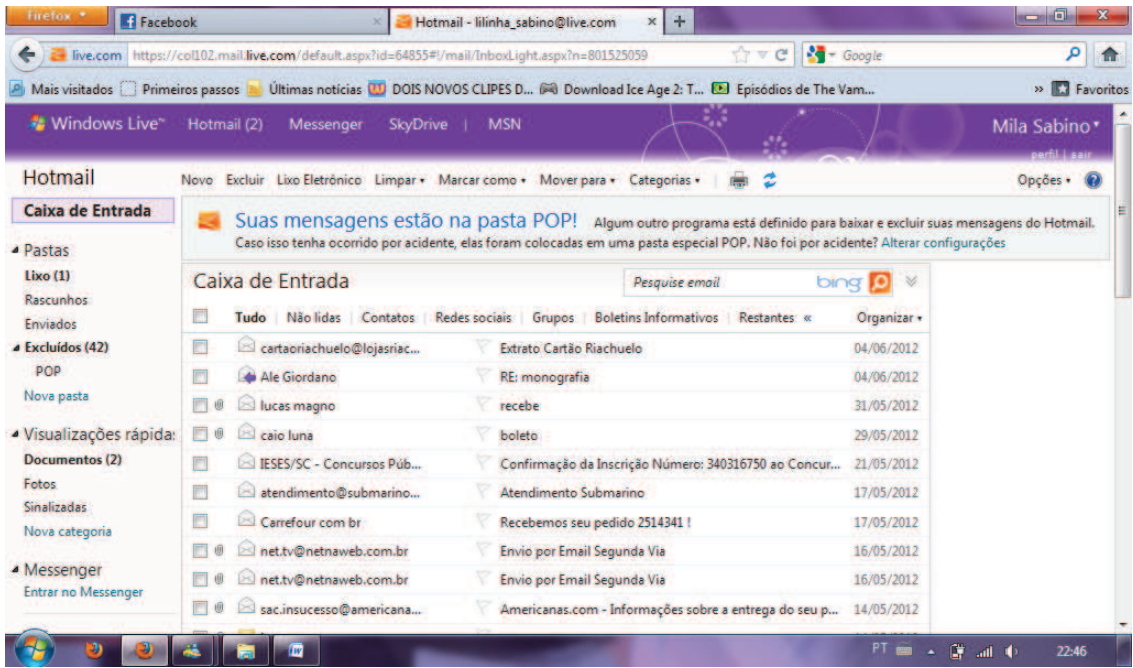 Firefox
Facebook
Hotmail - lilinha_sabino@live.com
live.com https://col102.mail.live.com/default.aspx?id=64855#!/mail/InboxLight.aspx?n=801525059
Google
Mais visitados Primeiros passos Últimas notícias DOIS NOVOS CLIPES D... Download Ice Age 2: T... Episódios de The Vam... » Favoritos
Windows Live™ Hotmail (2) Messenger SkyDrive | MSN Mila Sabino
perfil | sair
Hotmail Novo Excluir Lixo Eletrônico Limpar Marcar como Mover para Categorias Opções
Caixa de Entrada
Suas mensagens estão na pasta POP! Algum outro programa está definido para baixar e excluir suas mensagens do Hotmail.
Caso isso tenha ocorrido por acidente, elas foram colocadas em uma pasta especial POP. Não foi por acidente? Alterar configurações
Pastas
Lixo (1)
Rascunhos
Enviados
Excluídos (42)
POP
Nova pasta
Visualizações rápida:
Documentos (2)
Fotos
Sinalizadas
Nova categoria
Messenger
Entrar no Messenger
Caixa de Entrada Pesquise email bing
Tudo Não lidas Contatos Redes sociais Grupos Boletins Informativos Restantes « Organizar
cartaoriachuelo@lojasriac... Extrato Cartão Riachuelo 04/06/2012
Ale Giordano RE: monografia 04/06/2012
lucas magno recebe 31/05/2012
caio luna boleto 29/05/2012
IESES/SC - Concursos Púb... Confirmação da Inscrição Número: 340316750 ao Concur... 21/05/2012
atendimento@submarino... Atendimento Submarino 17/05/2012
Carrefour com br Recebemos seu pedido 2514341 ! 17/05/2012
net.tv@netnaweb.com.br Envio por Email Segunda Via 16/05/2012
net.tv@netnaweb.com.br Envio por Email Segunda Via 16/05/2012
sac.insucesso@americana... Americanas.com - Informações sobre a entrega do seu p... 14/05/2012
PT 22:46